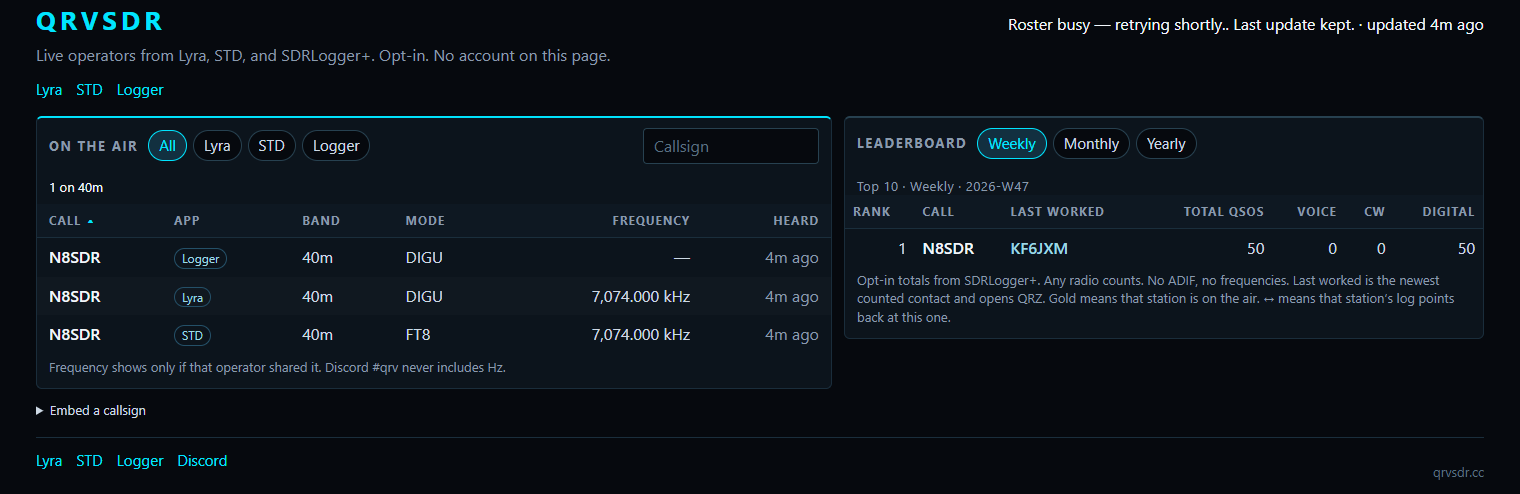 QRVSDR
Roster busy — retrying shortly.. Last update kept. · updated 4m ago
Live operators from Lyra, STD, and SDRLogger+. Opt-in. No account on this page.
Lyra STD Logger
ON THE AIR All Lyra STD Logger Callsign
1 on 40m
CALL ▲ APP BAND MODE FREQUENCY HEARD
N8SDR Logger 40m DIGU — 4m ago
N8SDR Lyra 40m DIGU 7,074.000 kHz 4m ago
N8SDR STD 40m FT8 7,074.000 kHz 4m ago
Frequency shows only if that operator shared it. Discord #qrv never includes Hz.
LEADERBOARD Weekly Monthly Yearly
Top 10 · Weekly · 2026-W47
RANK CALL LAST WORKED TOTAL QSOS VOICE CW DIGITAL
1 N8SDR KF6JXM 50 0 0 50
Opt-in totals from SDRLogger+. Any radio counts. No ADIF, no frequencies. Last worked is the newest
counted contact and opens QRZ. Gold means that station is on the air. ↔ means that station's log points
back at this one.
▶ Embed a callsign
Lyra STD Logger Discord
qrvsdr.cc